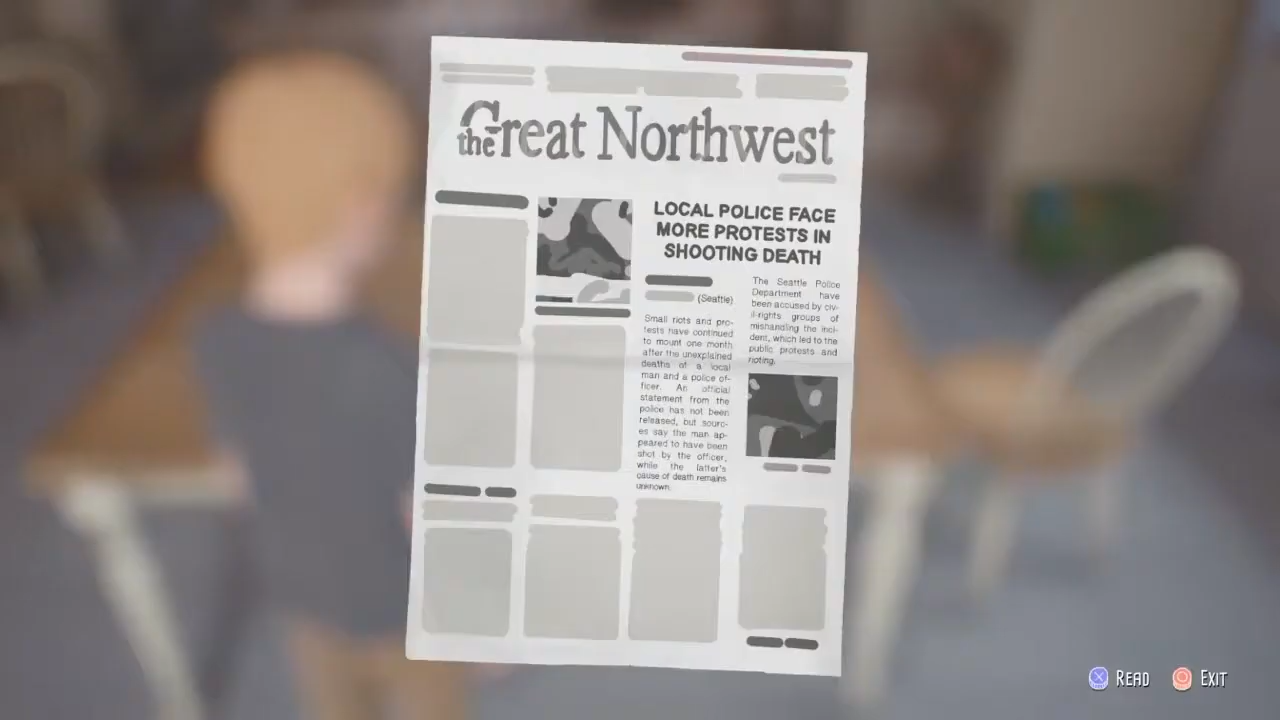 the Great Northwest
LOCAL POLICE FACE
MORE PROTESTS IN
SHOOTING DEATH
(Seattle)
Small riots and pro-
tests have continued
to mount one month
after the unexplained
deaths of a local
man and a police of-
ficer. An official
statement from the
police has not been
released, but sourc-
es say the man ap-
peared to have been
shot by the officer,
while the latter's
cause of death remains
unknown.
The Seattle Police
Department have
been accused by civ-
il-rights groups of
mishandling the inci-
dent, which led to the
public protests and
rioting.
READ
EXIT